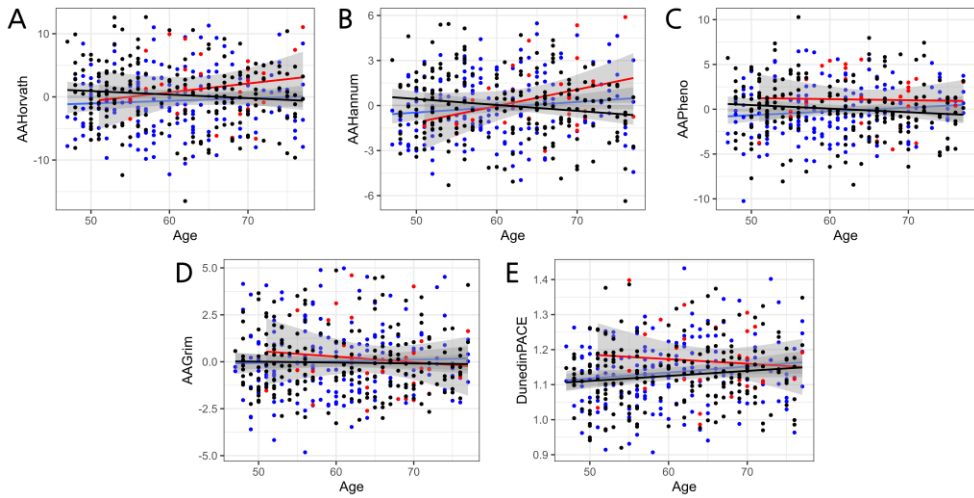 A
AAHorvath
10
0
-10
50
60
70
Age
B
AAHannum
6
3
0
-3
-6
50
60
70
Age
C
AAPheno
10
5
0
-5
-10
50
60
70
Age
D
AAGrim
5.0
2.5
0.0
-2.5
-5.0
50
60
70
Age
E
DunedinPACE
1.4
1.3
1.2
1.1
1.0
0.9
50
60
70
Age